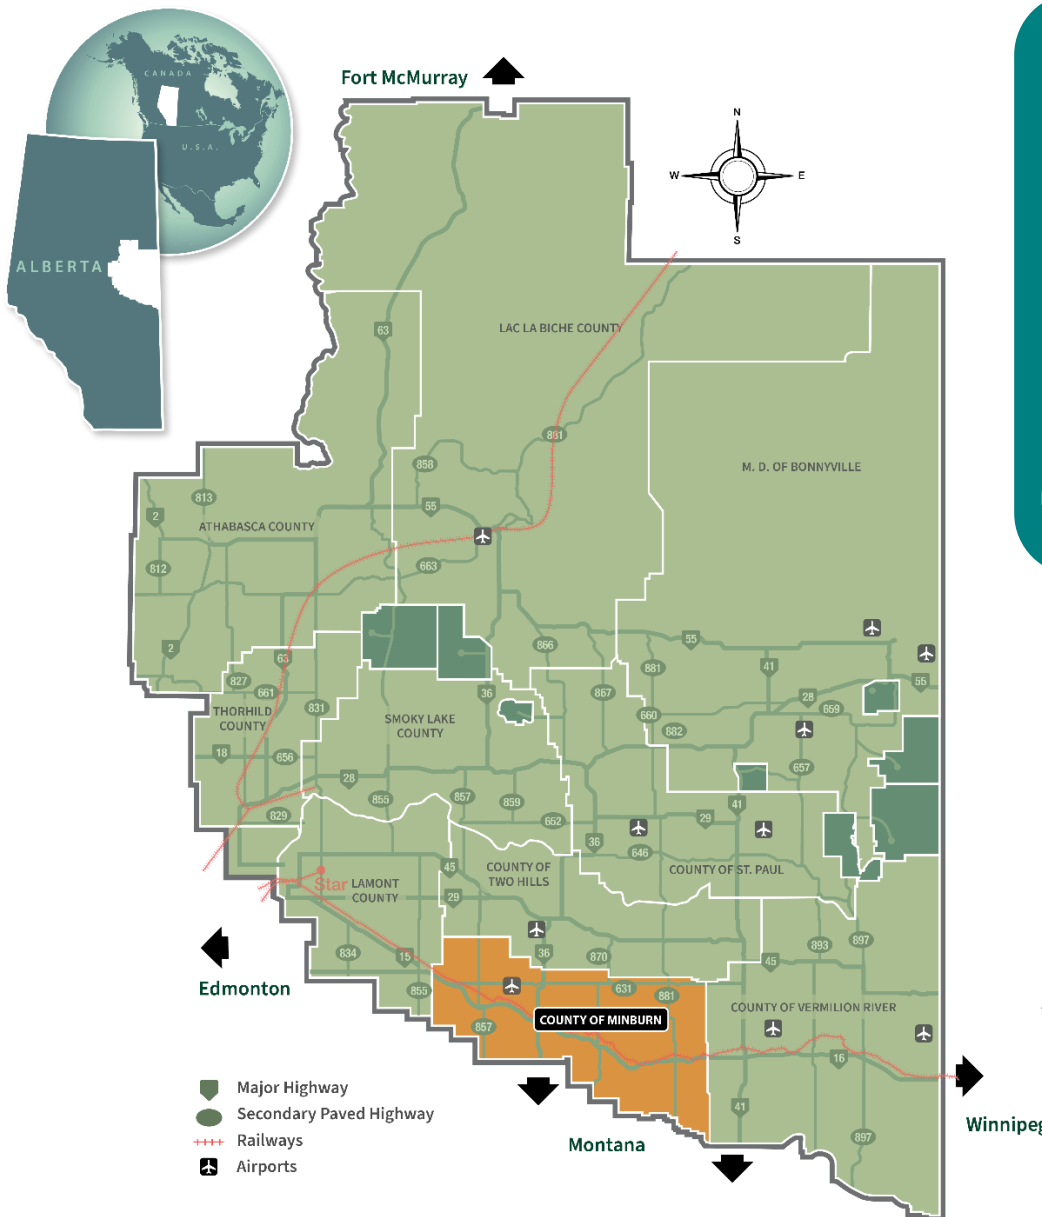 Fort McMurray
N
CANADA
W
E
U.S.A.
S
ALBERTA
63
LAC LA BICHE COUNTY
881
858
M. D. OF BONNYVILLE
813
55
2
ATHABASCA COUNTY
812
663
55
866
2
63
881
41
827
55
661
36
867
28
831
659
THORHILD
COUNTY
SMOKY LAKE
COUNTY
660
882
18
656
657
28
855
857
859
41
829
652
29
36
646
45
COUNTY OF
TWO HILLS
COUNTY OF ST. PAUL
Star
LAMONT
COUNTY
29
893
897
834
15
36
870
45
Edmonton
855
631
881
COUNTY OF VERMILION RIVER
857
COUNTY OF MINBURN
16
Major Highway
41
Secondary Paved Highway
Winnipeg
Railways
Montana
897
Airports